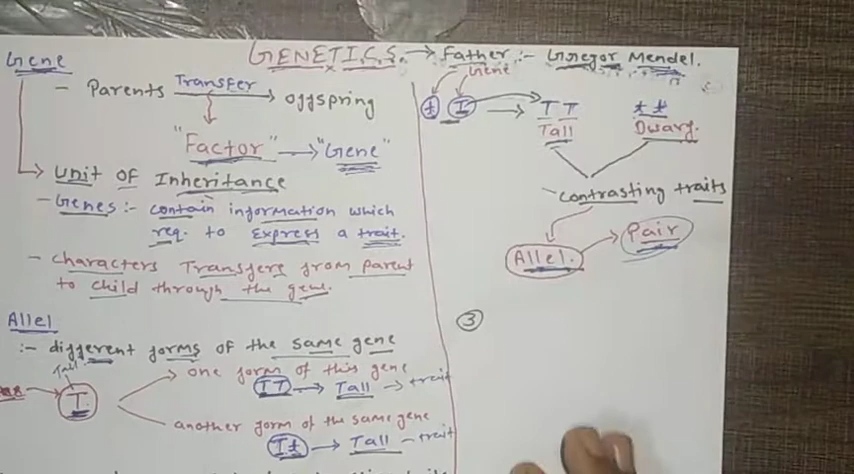 GENETICS. → Father :- Gregor Mendel.
Gene
- Parents Transfer → offspring
"Factor" → "Gene"
→ Unit of Inheritance
- Genes :- contain information which
req. to express a trait.
- characters Transfere from parent
to child through the gene.
Allel
:- different forms of the same gene
Tall
T
→ one form of this gene
TT → Tall → trait
another form of the same gene
Tt → Tall - trait
Gene
t T → TT tt
Tall Dwarf.
- contrasting traits
Allel. → Pair
3